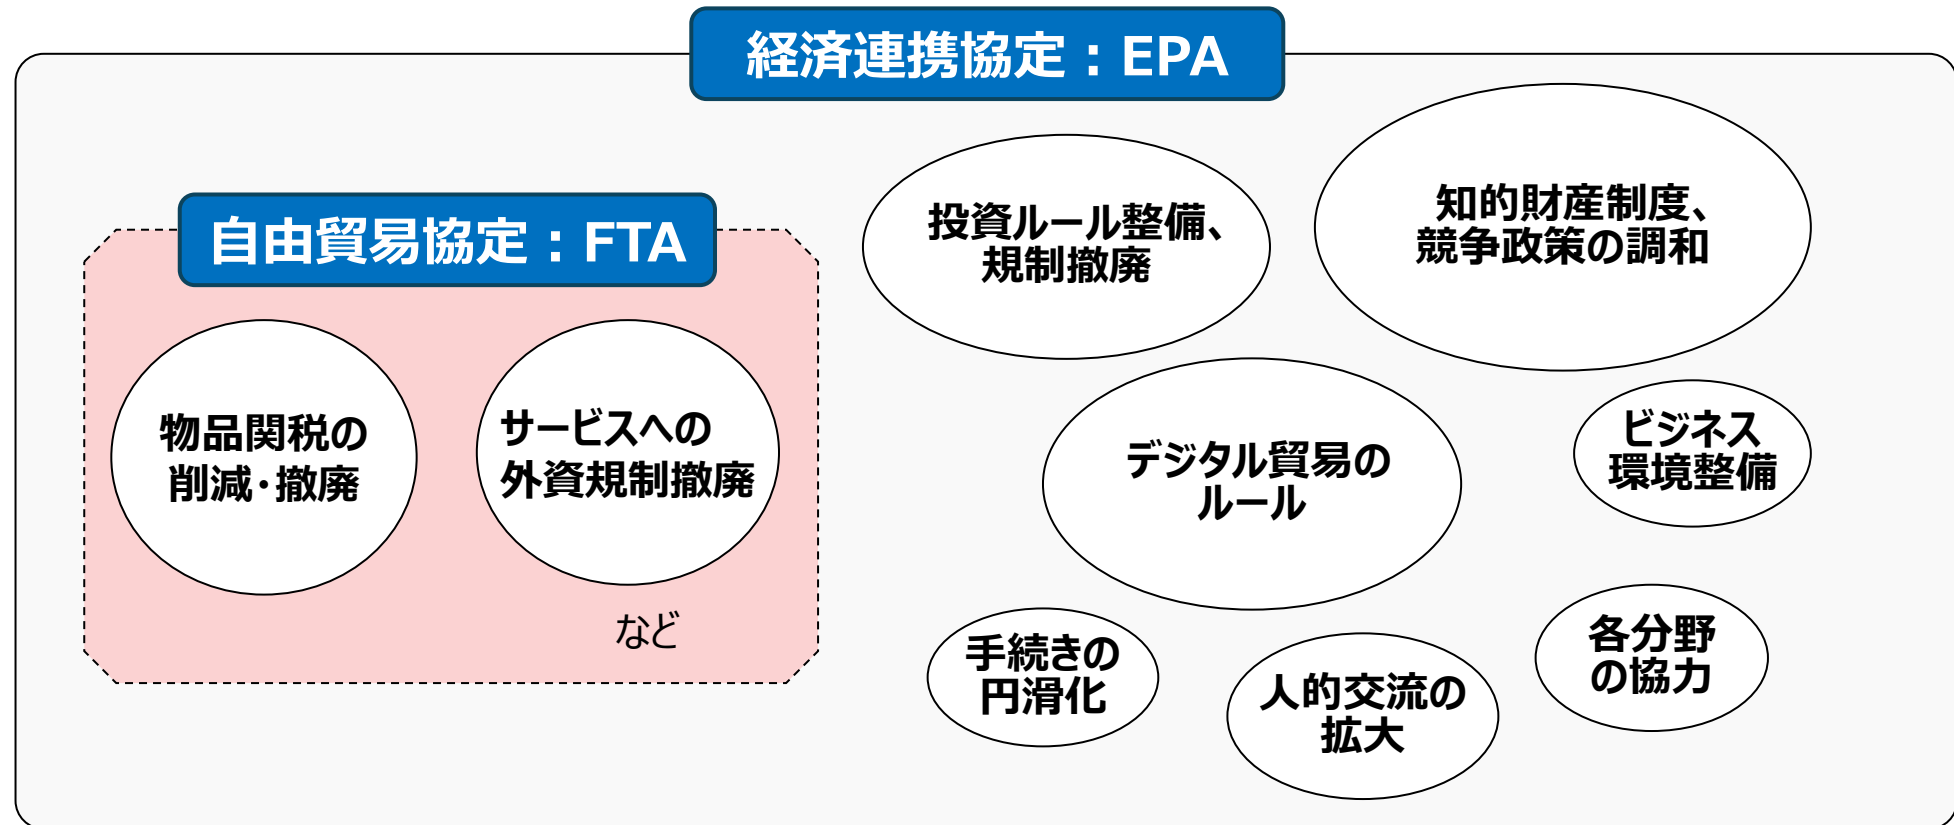 経済連携協定：EPA
自由貿易協定：FTA
物品関税の
削減・撤廃
サービスへの
外資規制撤廃
など
投資ルール整備、
規制撤廃
知的財産制度、
競争政策の調和
デジタル貿易の
ルール
ビジネス
環境整備
手続きの
円滑化
人的交流の
拡大
各分野
の協力